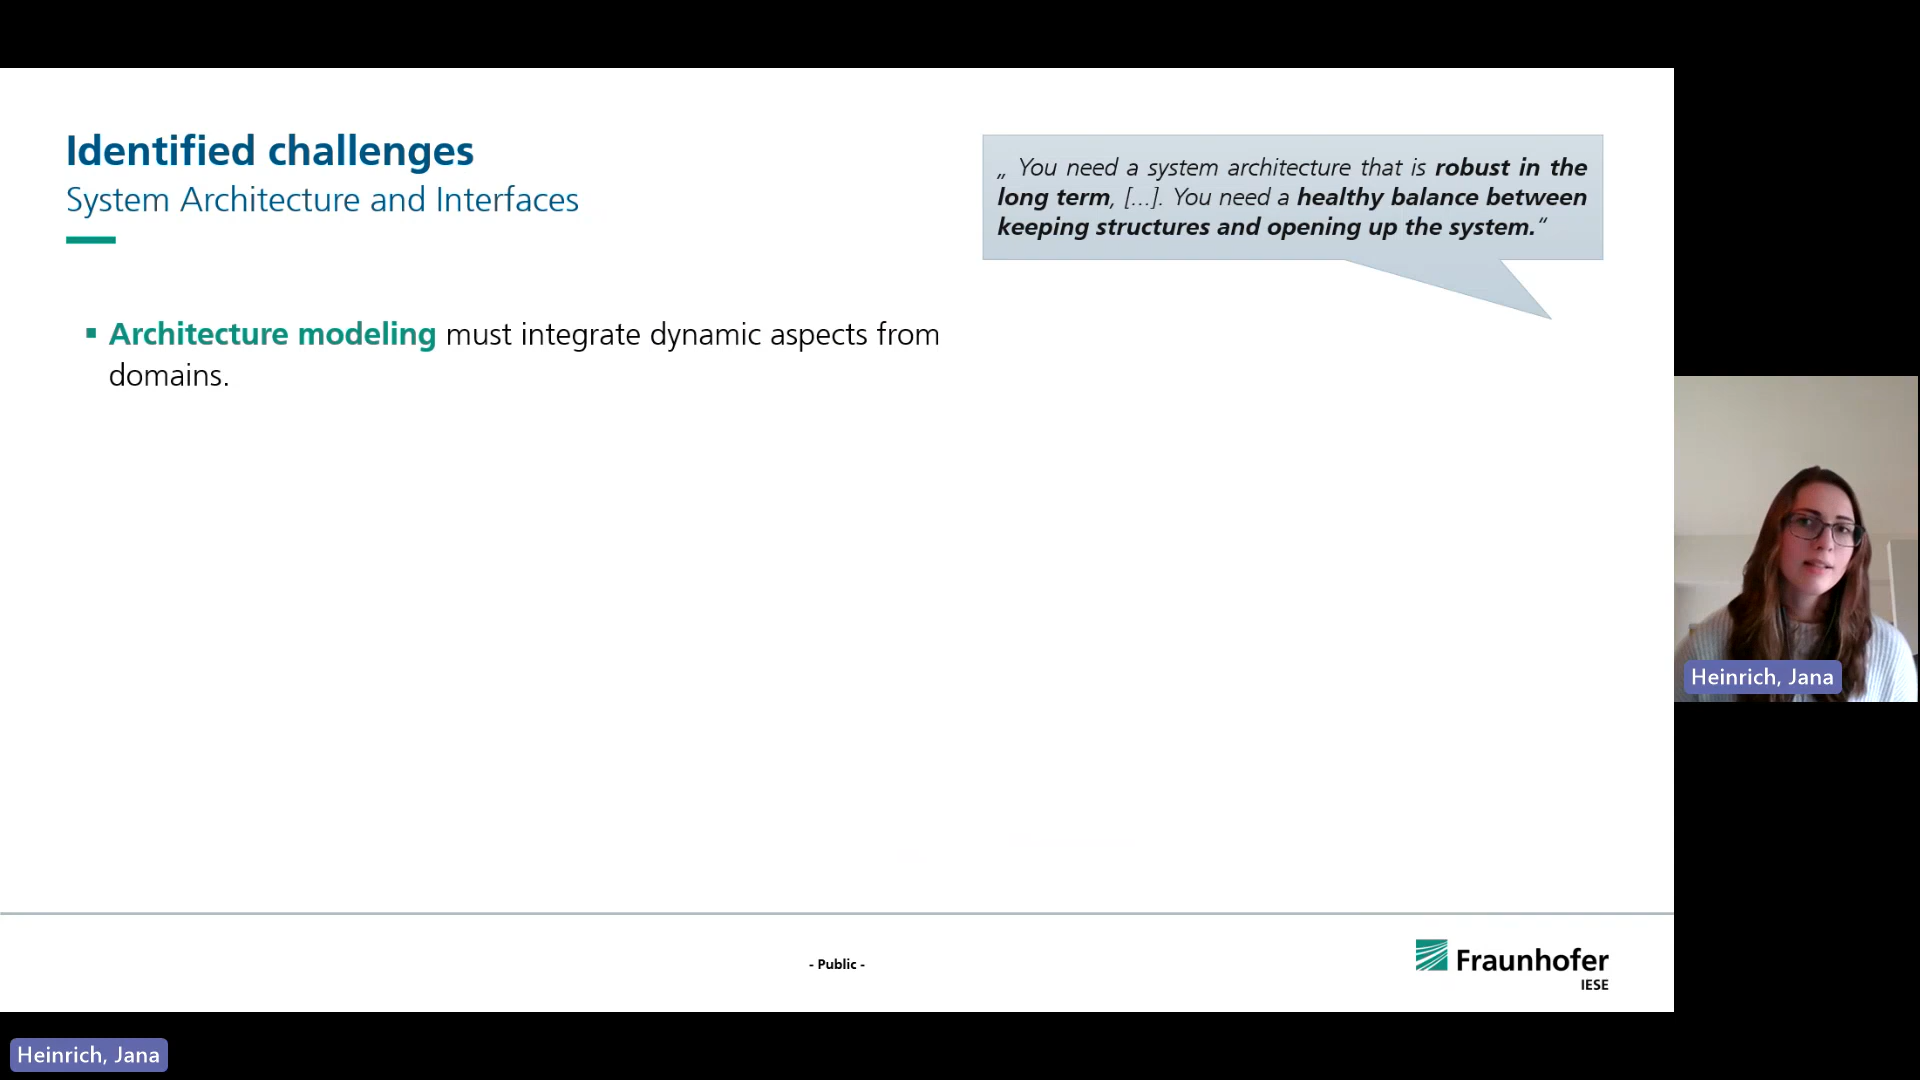 Identified challenges
System Architecture and Interfaces
„ You need a system architecture that is robust in the
long term, [...]. You need a healthy balance between
keeping structures and opening up the system.“
▪ Architecture modeling must integrate dynamic aspects from
domains.
Heinrich, Jana
- Public -
Fraunhofer
IESE
Heinrich, Jana